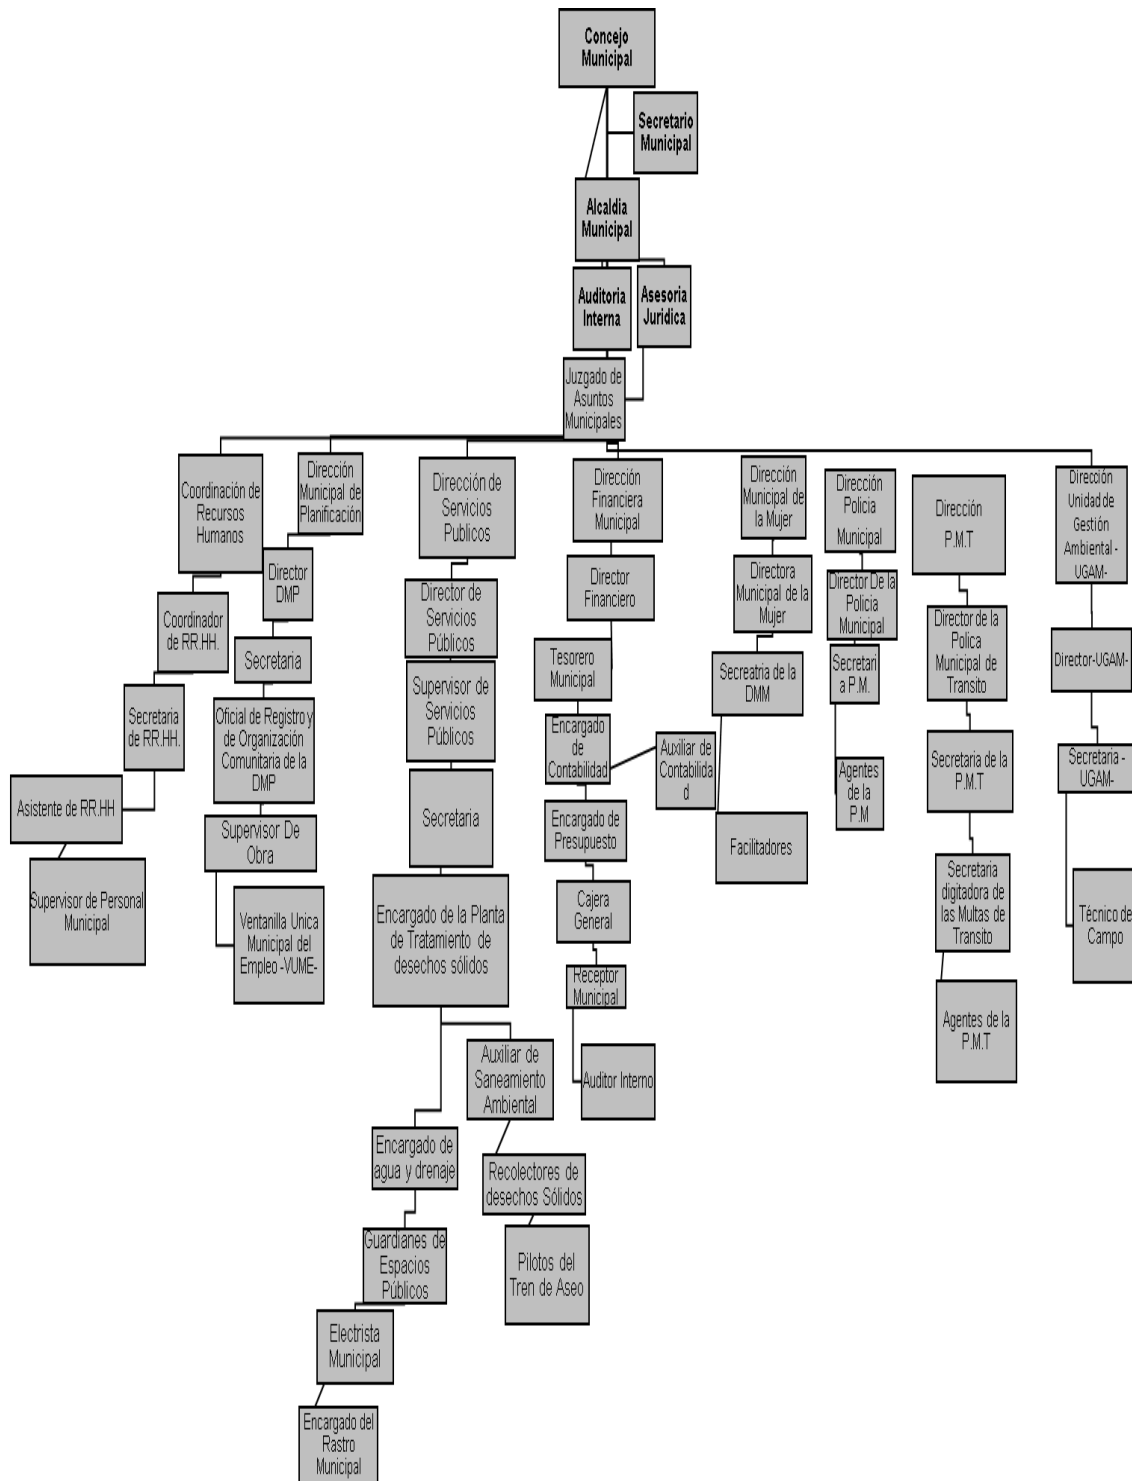 Concejo
Municipal
Secretario
Municipal
Alcaldia
Municipal
Auditoria
Interna
Asesoria
Juridica
Juzgado de
Asuntos
Municipales
Coordinación de
Recursos
Humanos
Coordinador
de RR.HH.
Secretaria
de RR.HH.
Asistente de RR.HH
Supervisor de Personal
Municipal
Dirección
Municipal de
Planificación
Director
DMP
Secretaria
Oficial de Registro y
de Organización
Comunitaria de la
DMP
Supervisor De
Obra
Ventanilla Unica
Municipal del
Empleo -VUME-
Dirección de
Servicios
Publicos
Director de
Servicios
Públicos
Supervisor de
Servicios
Públicos
Secretaria
Encargado de la Planta
de Tratamiento de
desechos sólidos
Auxiliar de
Saneamiento
Ambiental
Recolectores de
desechos Sólidos
Pilotos del
Tren de Aseo
Encargado de
agua y drenaje
Guardianes de
Espacios
Públicos
Electrista
Municipal
Encargado del
Rastro
Municipal
Dirección
Financiera
Municipal
Director
Financiero
Tesorero
Municipal
Encargado
de
Contabilidad
Auxiliar de
Contabilida
d
Encargado de
Presupuesto
Cajera
General
Receptor
Municipal
Auditor Interno
Dirección
Municipal de
la Mujer
Directora
Municipal de la
Mujer
Secreatria de la
DMM
Facilitadores
Dirección
Policia
Municipal
Director De la
Policia
Municipal
Secretari
a P.M.
Agentes
de la
P.M
Dirección
P.M.T
Director de la
Polica
Municipal de
Transito
Secretaria de la
P.M.T
Secretaria
digitadora de
las Multas de
Transito
Agentes de la
P.M.T
Dirección
Unidad de
Gestión
Ambiental -
UGAM-
Director-UGAM-
Secretaria -
UGAM-
Técnico de
Campo